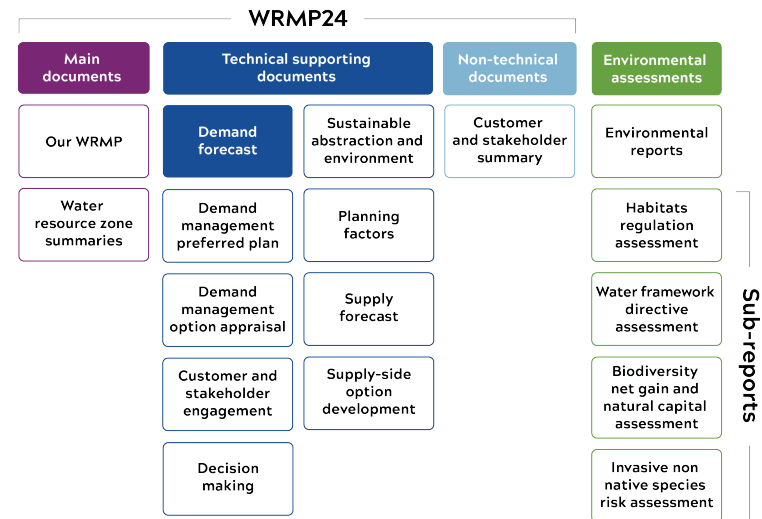 WRMP24
Main
documents
Technical supporting
documents
Non-technical
documents
Environmental
assessments
Our WRMP
Demand
forecast
Sustainable
abstraction and
environment
Customer
and stakeholder
summary
Environmental
reports
Water
resource zone
summaries
Demand
management
preferred plan
Planning
factors
Habitats
regulation
assessment
Demand
management
option appraisal
Supply
forecast
Water framework
directive
assessment
Customer and
stakeholder
engagement
Supply-side
option
development
Biodiversity
net gain and
natural capital
assessment
Decision
making
Invasive non
native species
risk assessment
Sub-reports